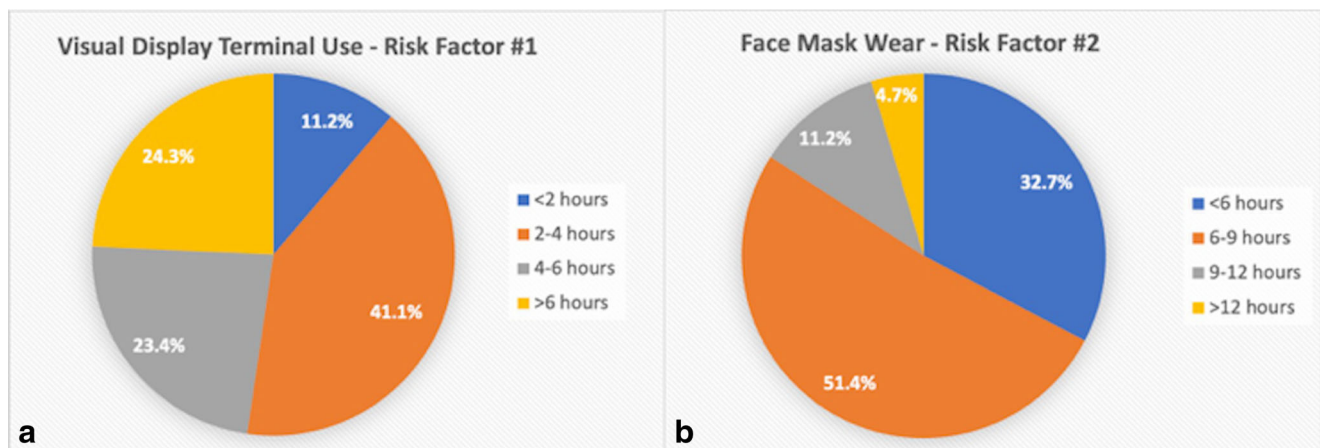 Visual Display Terminal Use - Risk Factor #1
11.2%
24.3%
41.1%
23.4%
<2 hours
2-4 hours
4-6 hours
>6 hours
a
Face Mask Wear - Risk Factor #2
4.7%
11.2%
32.7%
51.4%
<6 hours
6-9 hours
9-12 hours
>12 hours
b